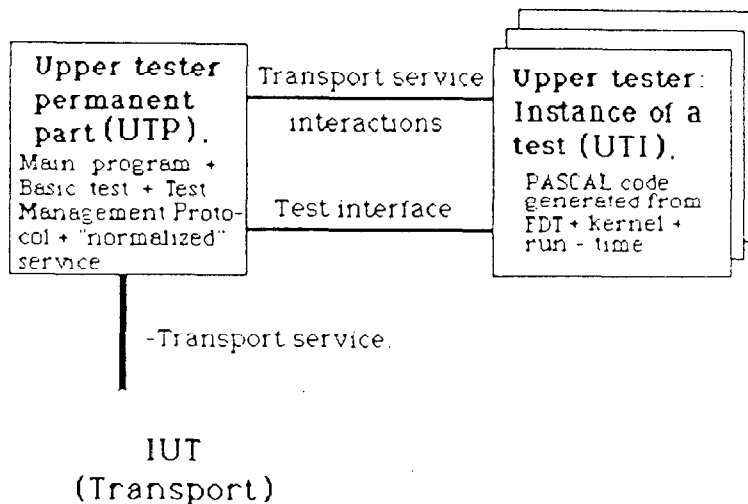 Upper tester
permanent
part (UTP).
Main program +
Basic test + Test
Management Proto-
col + "normalized"
service
Transport service
interactions
Test interface
Upper tester:
Instance of a
test (UTI).
PASCAL code
generated from
FDT + kernel +
run - time
-Transport service.
IUT
(Transport)